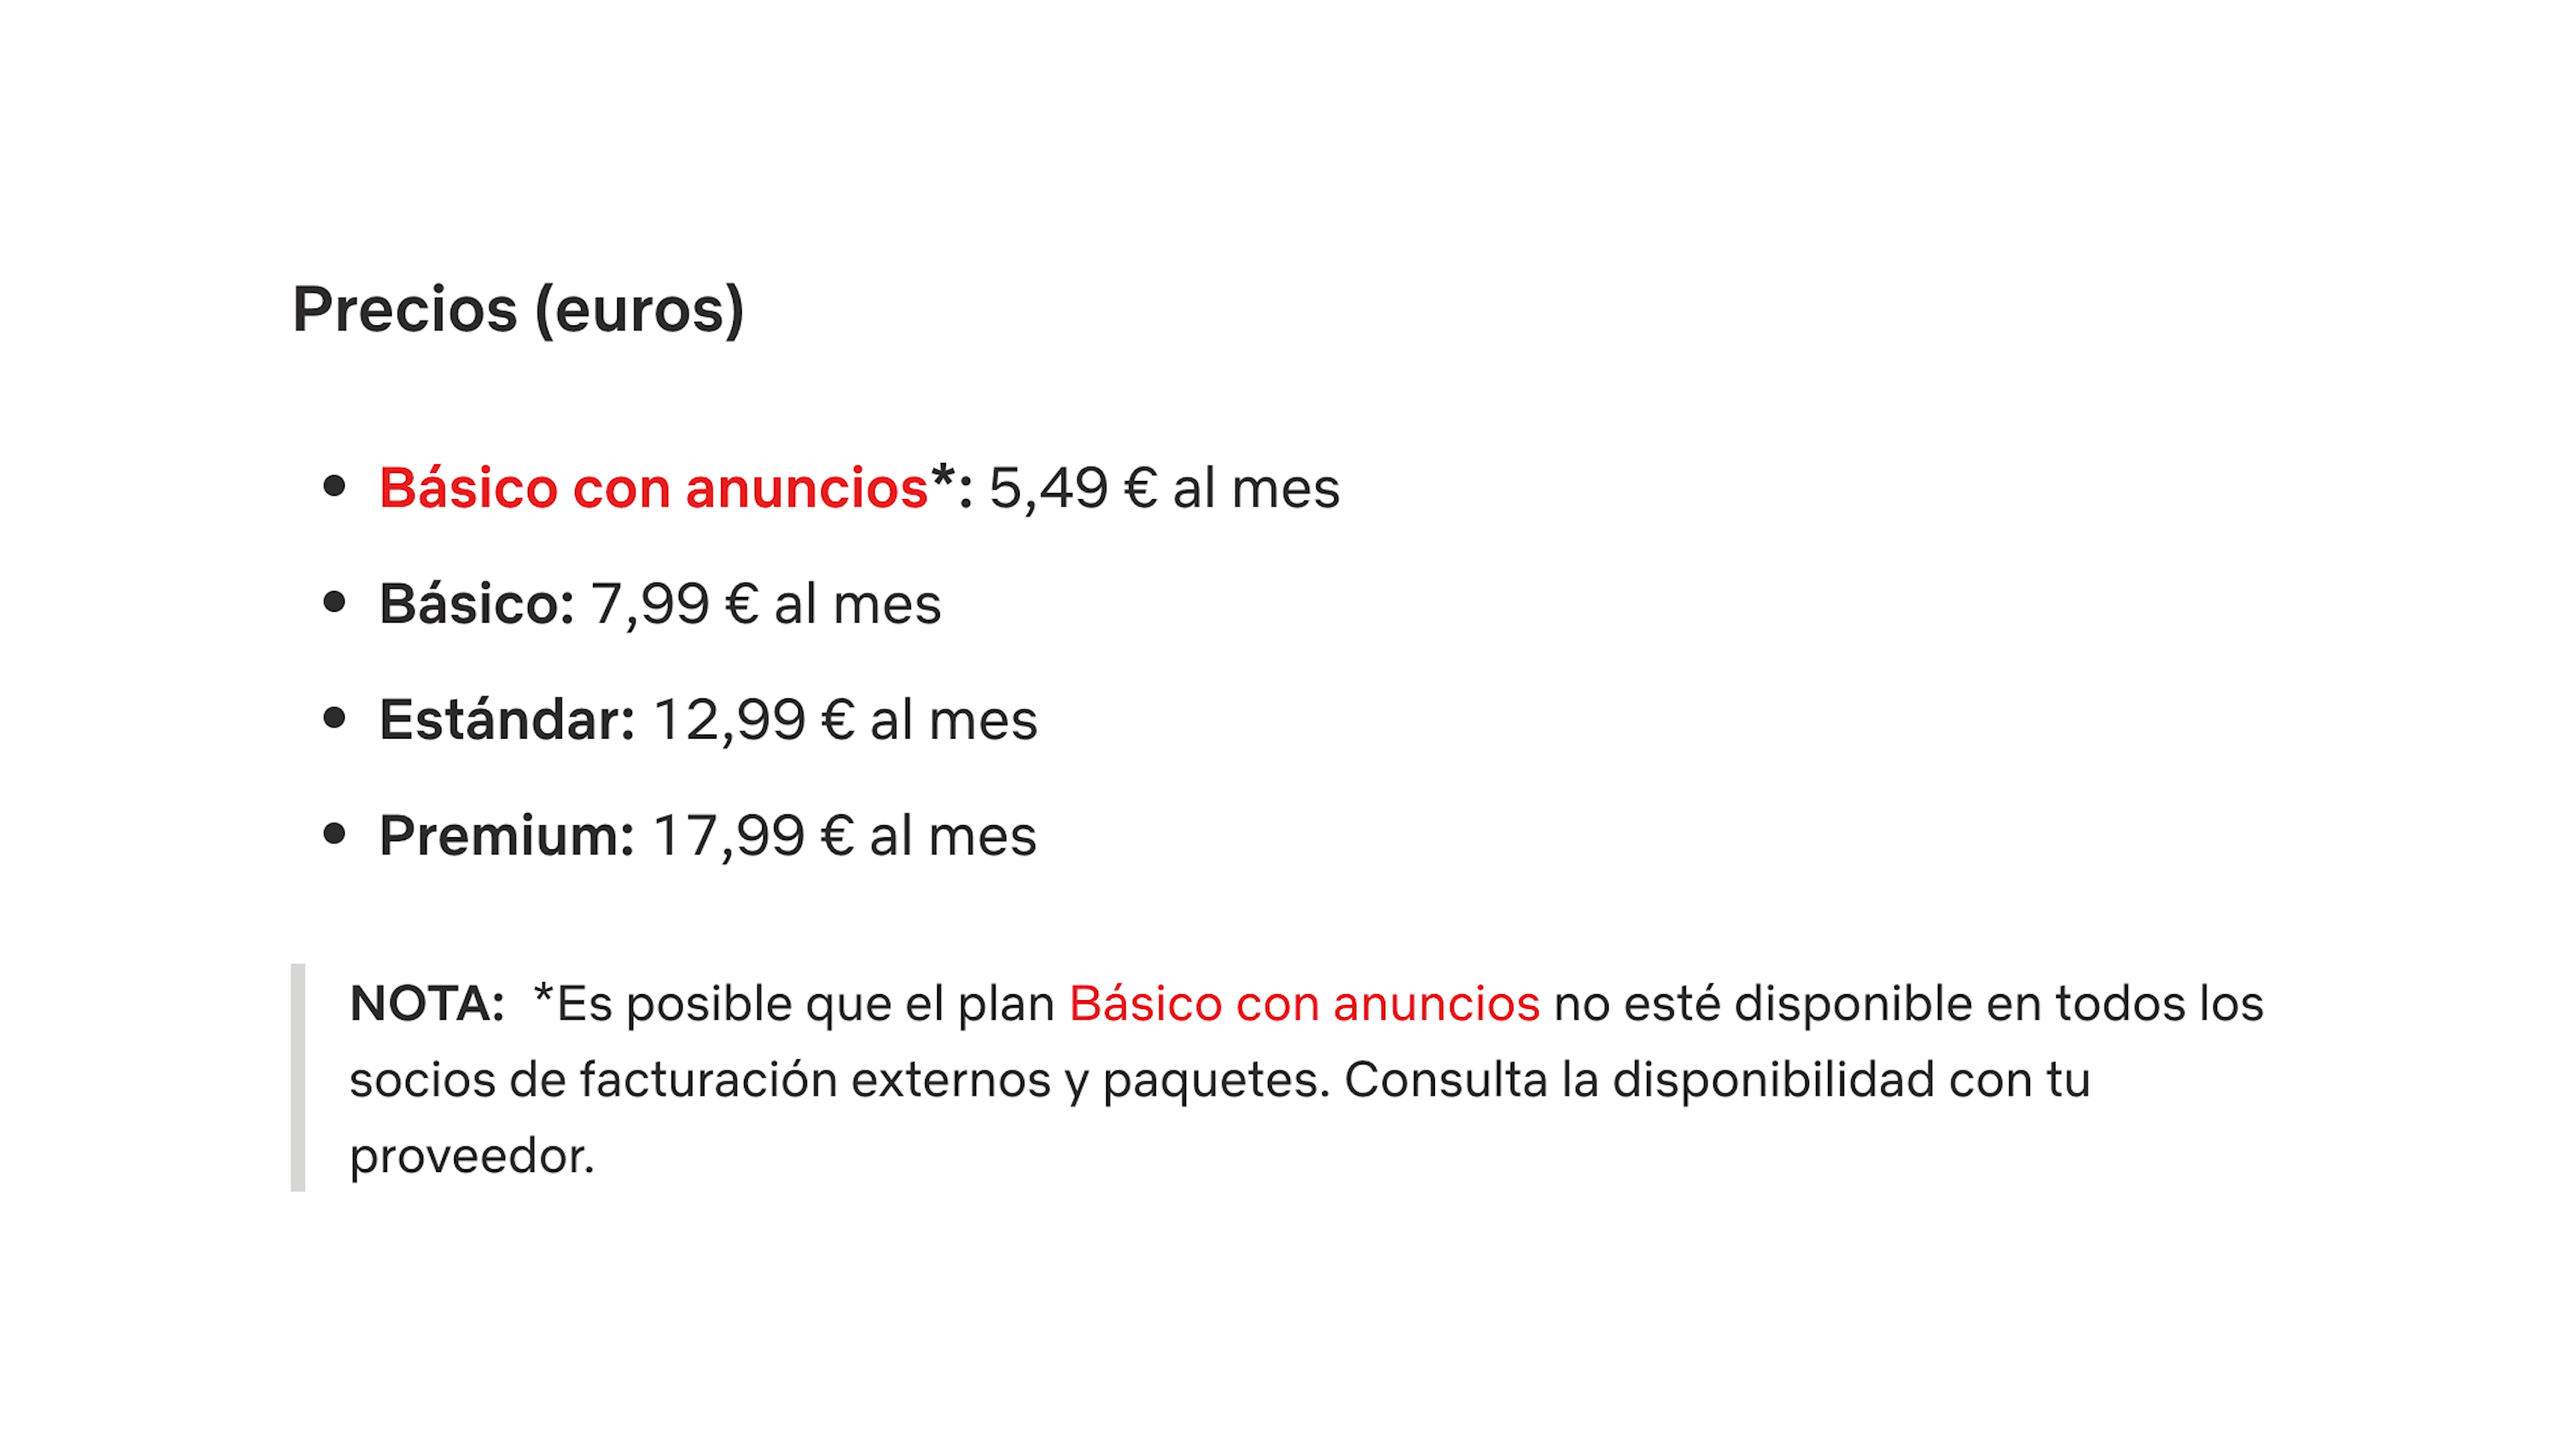 Precios (euros)
• Básico con anuncios*: 5,49 € al mes
• Básico: 7,99 € al mes
• Estándar: 12,99 € al mes
• Premium: 17,99 € al mes
NOTA: *Es posible que el plan Básico con anuncios no esté disponible en todos los
socios de facturación externos y paquetes. Consulta la disponibilidad con tu
proveedor.